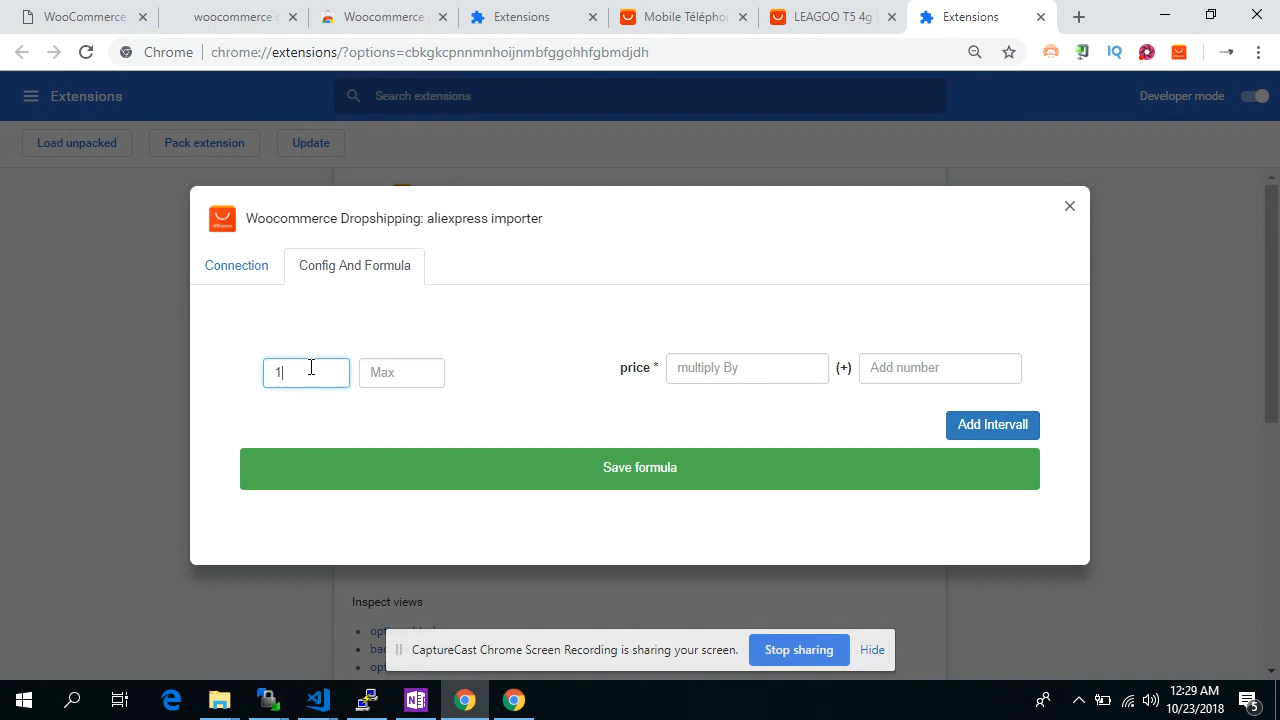 WooCommerce
woocommerce c
Woocommerce
Extensions
Mobile Télépho
LEAGOO T5 4g
Extensions
Chrome
chrome://extensions/?options=cbkgkcpnnmnhoijnmbfggohhfgbmdjdh
IQ
Extensions
Search extensions
Developer mode
Load unpacked
Pack extension
Update
Woocommerce Dropshipping: aliexpress importer
Connection
Config And Formula
1
Max
price *
multiply By
(+)
Add number
Add Intervall
Save formula
Inspect views
CaptureCast Chrome Screen Recording is sharing your screen.
Stop sharing
Hide
12:29 AM
10/23/2018
5